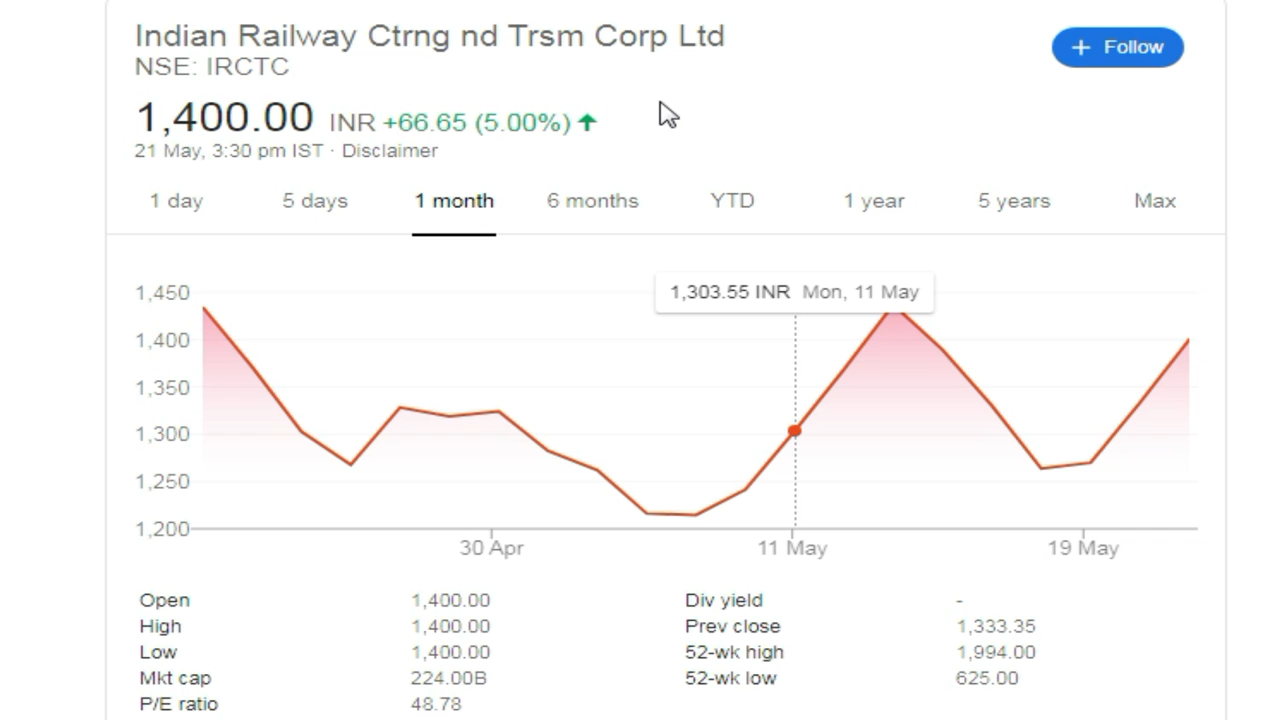 Indian Railway Ctrng nd Trsm Corp Ltd
NSE: IRCTC
+ Follow
1,400.00 INR +66.65 (5.00%)
21 May, 3:30 pm IST · Disclaimer
1 day 5 days 1 month 6 months YTD 1 year 5 years Max
1,303.55 INR Mon, 11 May
1,450
1,400
1,350
1,300
1,250
1,200
30 Apr 11 May 19 May
Open 1,400.00 Div yield -
High 1,400.00 Prev close 1,333.35
Low 1,400.00 52-wk high 1,994.00
Mkt cap 224.00B 52-wk low 625.00
P/E ratio 48.78